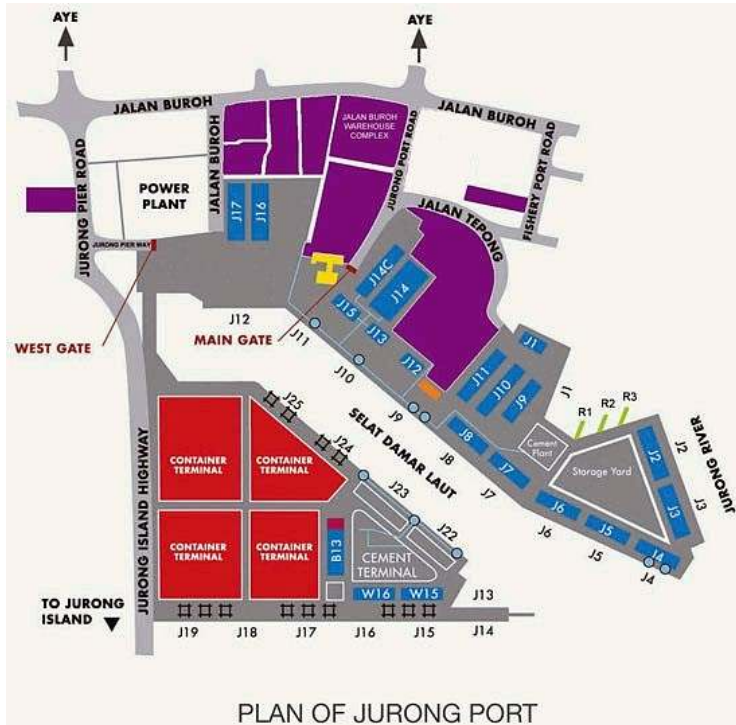 AYE
AYE
JALAN BUROH
JALAN BUROH
JALAN BUROH
WAREHOUSE
COMPLEX
JALAN BUROH
JURONG PIER ROAD
POWER
PLANT
J17
J16
JURONG PORT ROAD
FISHERY PORT ROAD
JALAN TEPONG
JURONG PIER WAY
J14C
J14
J15
J13
J12
WEST GATE
MAIN GATE
J12
J11
J10
J9
J8
J7
J6
J5
J4
J1
J11
J10
J9
J1
R1
R2
R3
J8
J7
Cement
Plant
Storage Yard
J2
J3
J6
J5
J4
J2
J3
JURONG RIVER
SELAT DAMAR LAUT
J25
J24
J23
J22
CONTAINER
TERMINAL
CONTAINER
TERMINAL
CONTAINER
TERMINAL
CONTAINER
TERMINAL
B13
CEMENT
TERMINAL
W16
W15
JURONG ISLAND HIGHWAY
TO JURONG
ISLAND
J13
J19
J18
J17
J16
J15
J14
PLAN OF JURONG PORT